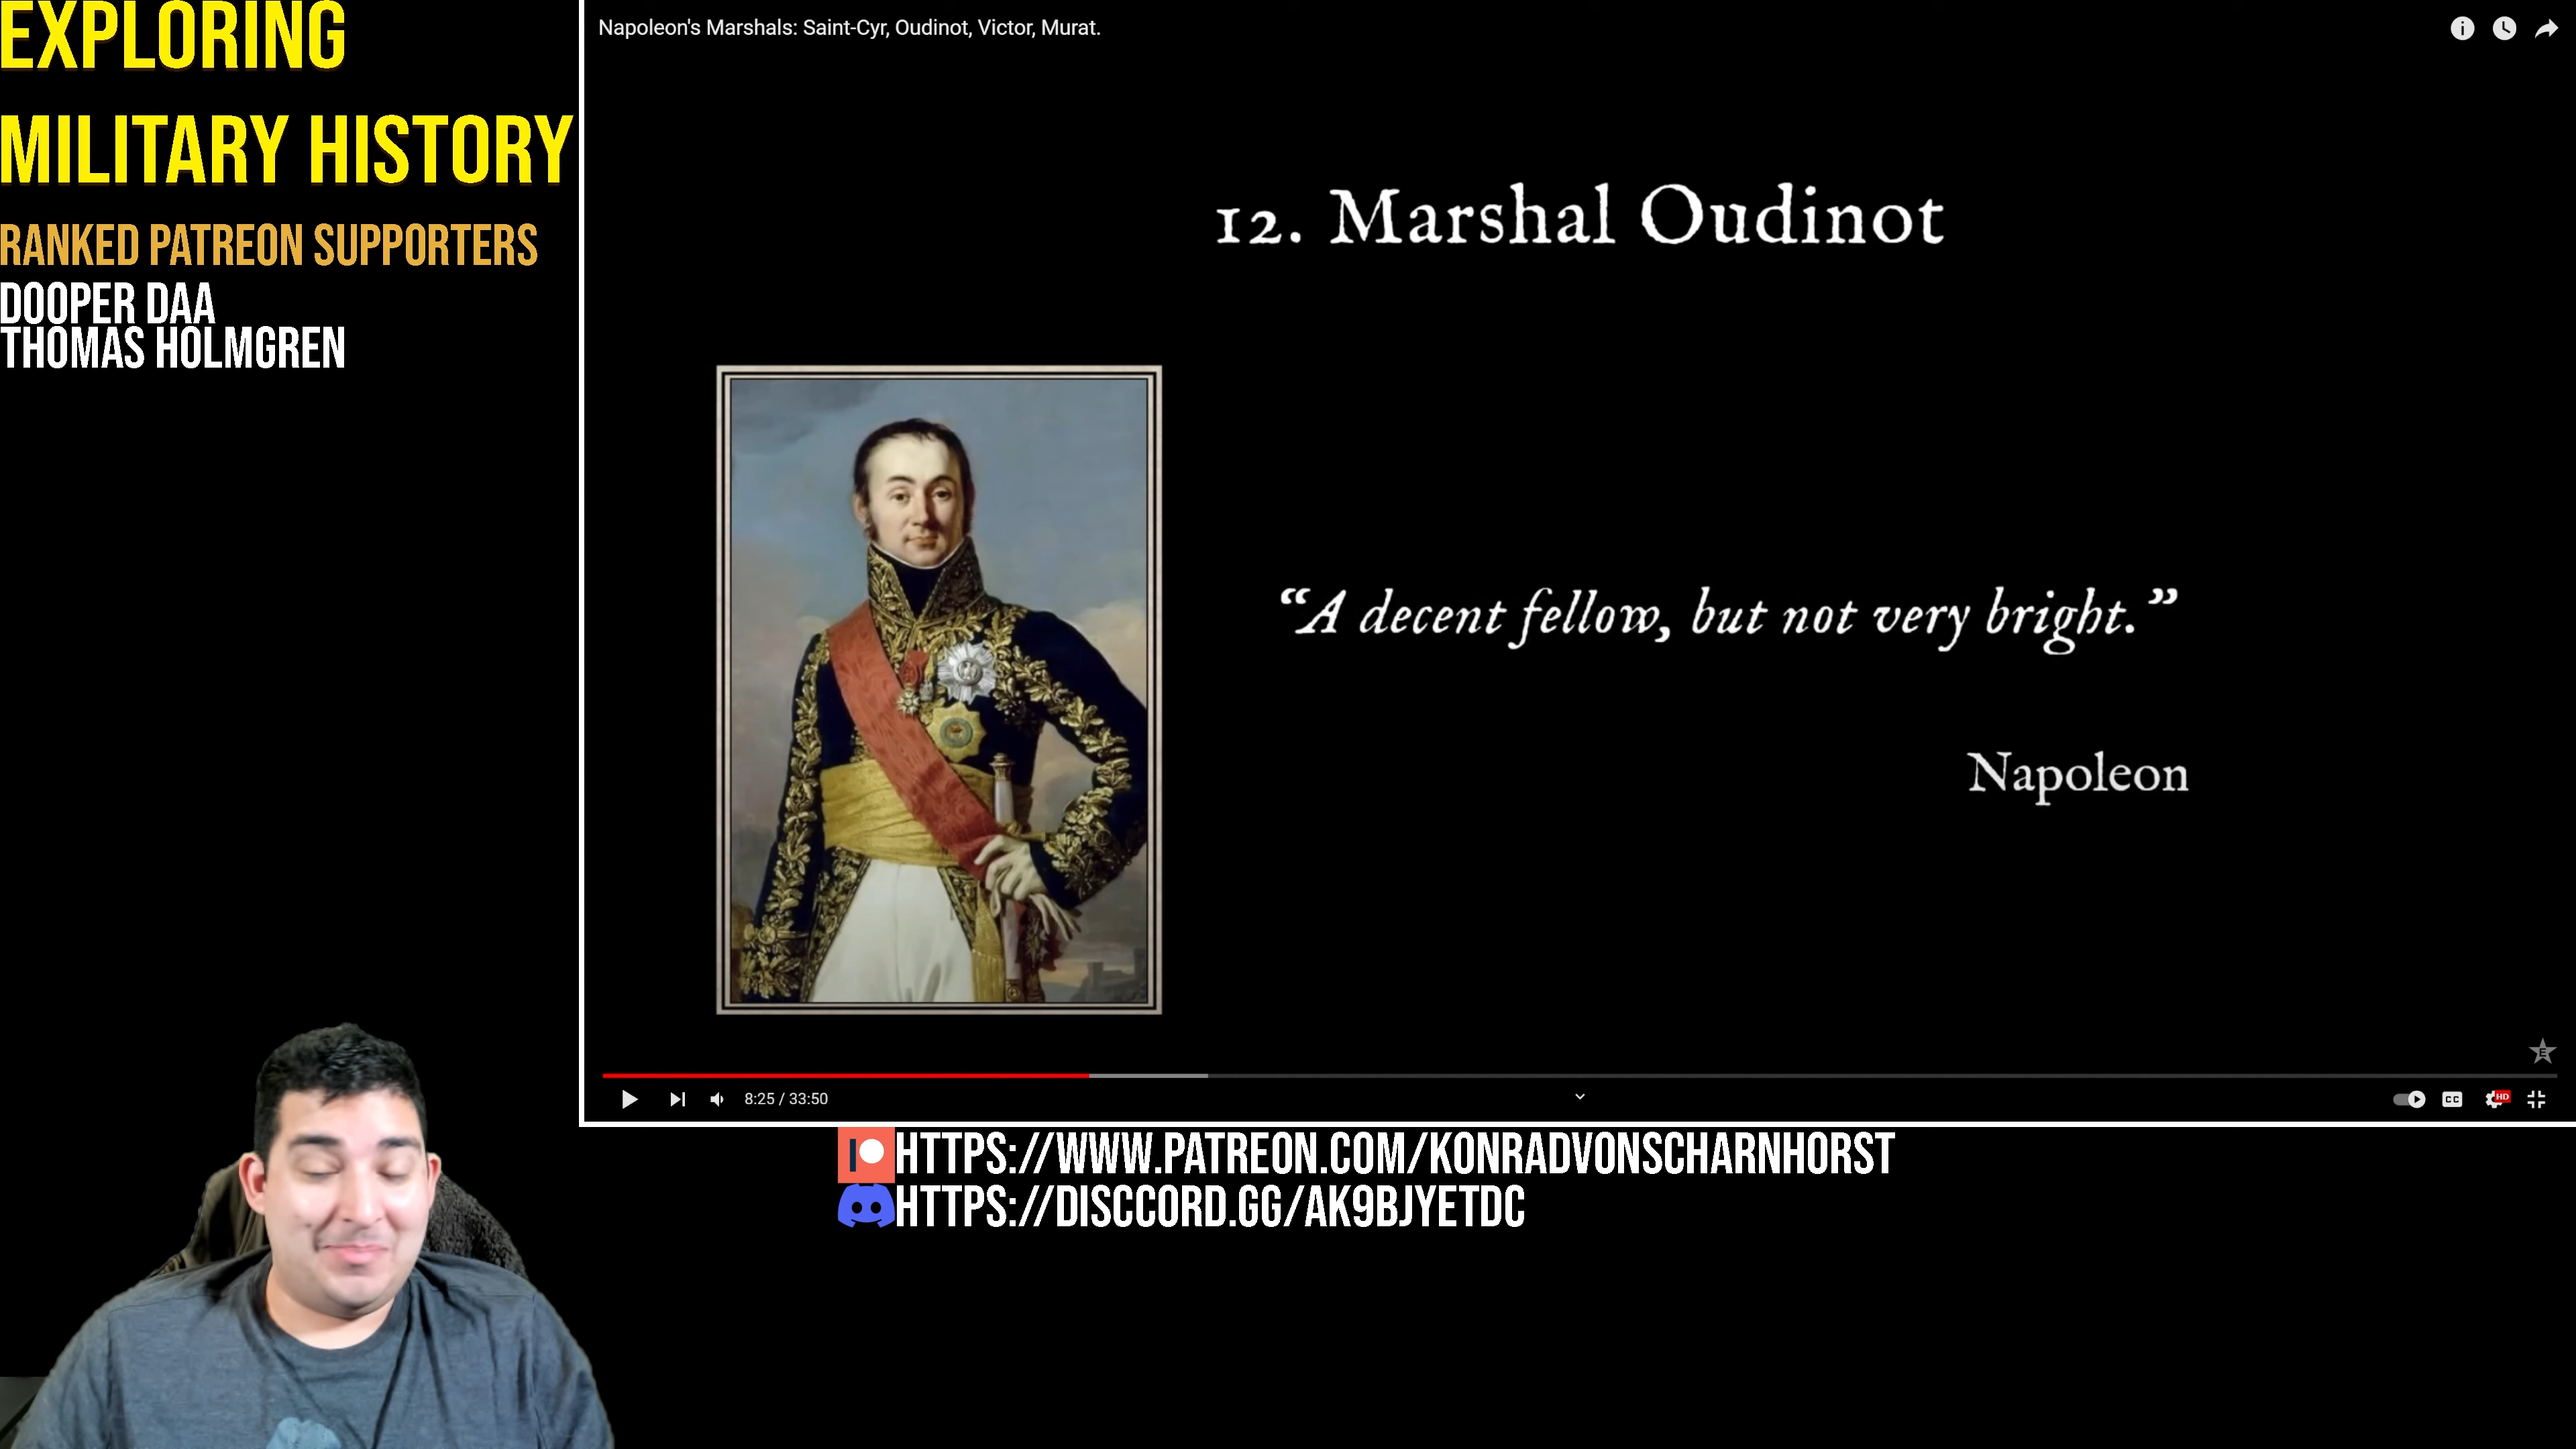 EXPLORING
MILITARY HISTORY
RANKED PATREON SUPPORTERS
DOOPER DAA
THOMAS HOLMGREN
Napoleon's Marshals: Saint-Cyr, Oudinot, Victor, Murat.
12. Marshal Oudinot
“A decent fellow, but not very bright.”
Napoleon
8:25 / 33:50
CC
HD
HTTPS://WWW.PATREON.COM/KONRADVONSCHARNHORST
HTTPS://DISCCORD.GG/AK9BJYETDC